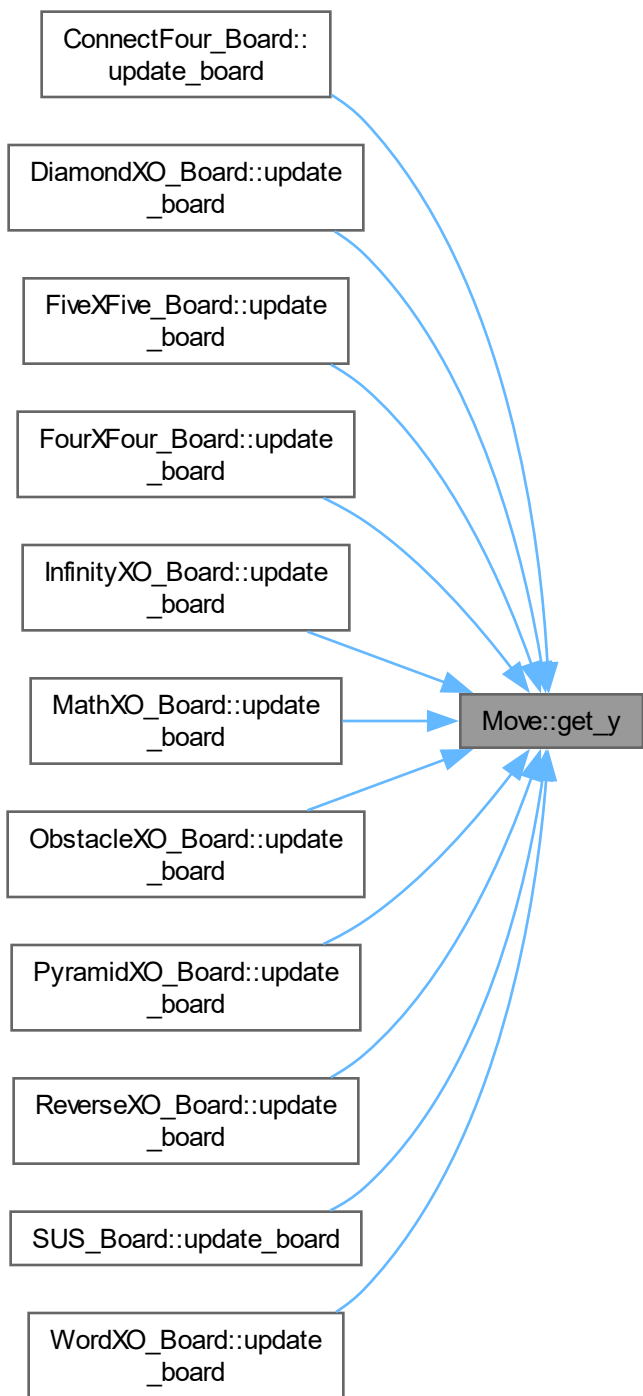 ConnectFour_Board::
update_board
DiamondXO_Board::update
_board
FiveXFive_Board::update
_board
FourXFour_Board::update
_board
InfinityXO_Board::update
_board
MathXO_Board::update
_board
Move::get_y
ObstacleXO_Board::update
_board
PyramidXO_Board::update
_board
ReverseXO_Board::update
_board
SUS_Board::update_board
WordXO_Board::update
_board